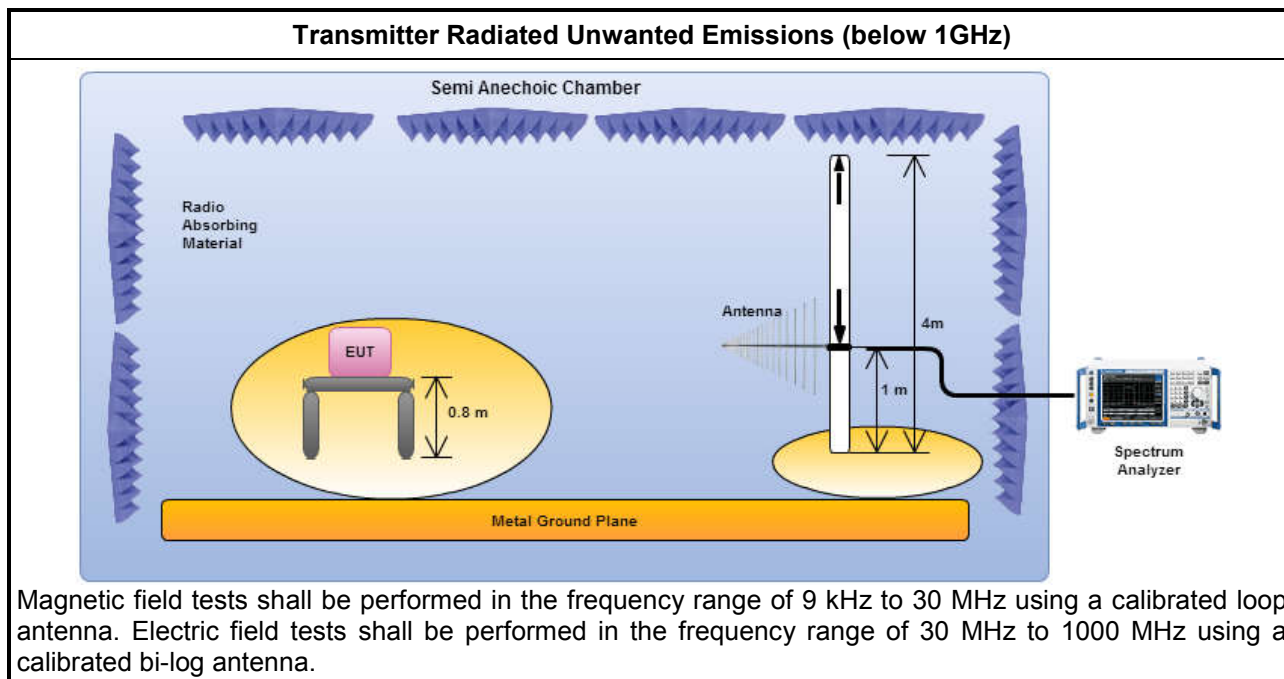 Transmitter Radiated Unwanted Emissions (below 1GHz)
Semi Anechoic Chamber
Radio
Absorbing
Material
Antenna
4m
EUT
1 m
0.8 m
Spectrum
Analyzer
Metal Ground Plane
Magnetic field tests shall be performed in the frequency range of 9 kHz to 30 MHz using a calibrated loop
antenna. Electric field tests shall be performed in the frequency range of 30 MHz to 1000 MHz using a
calibrated bi-log antenna.